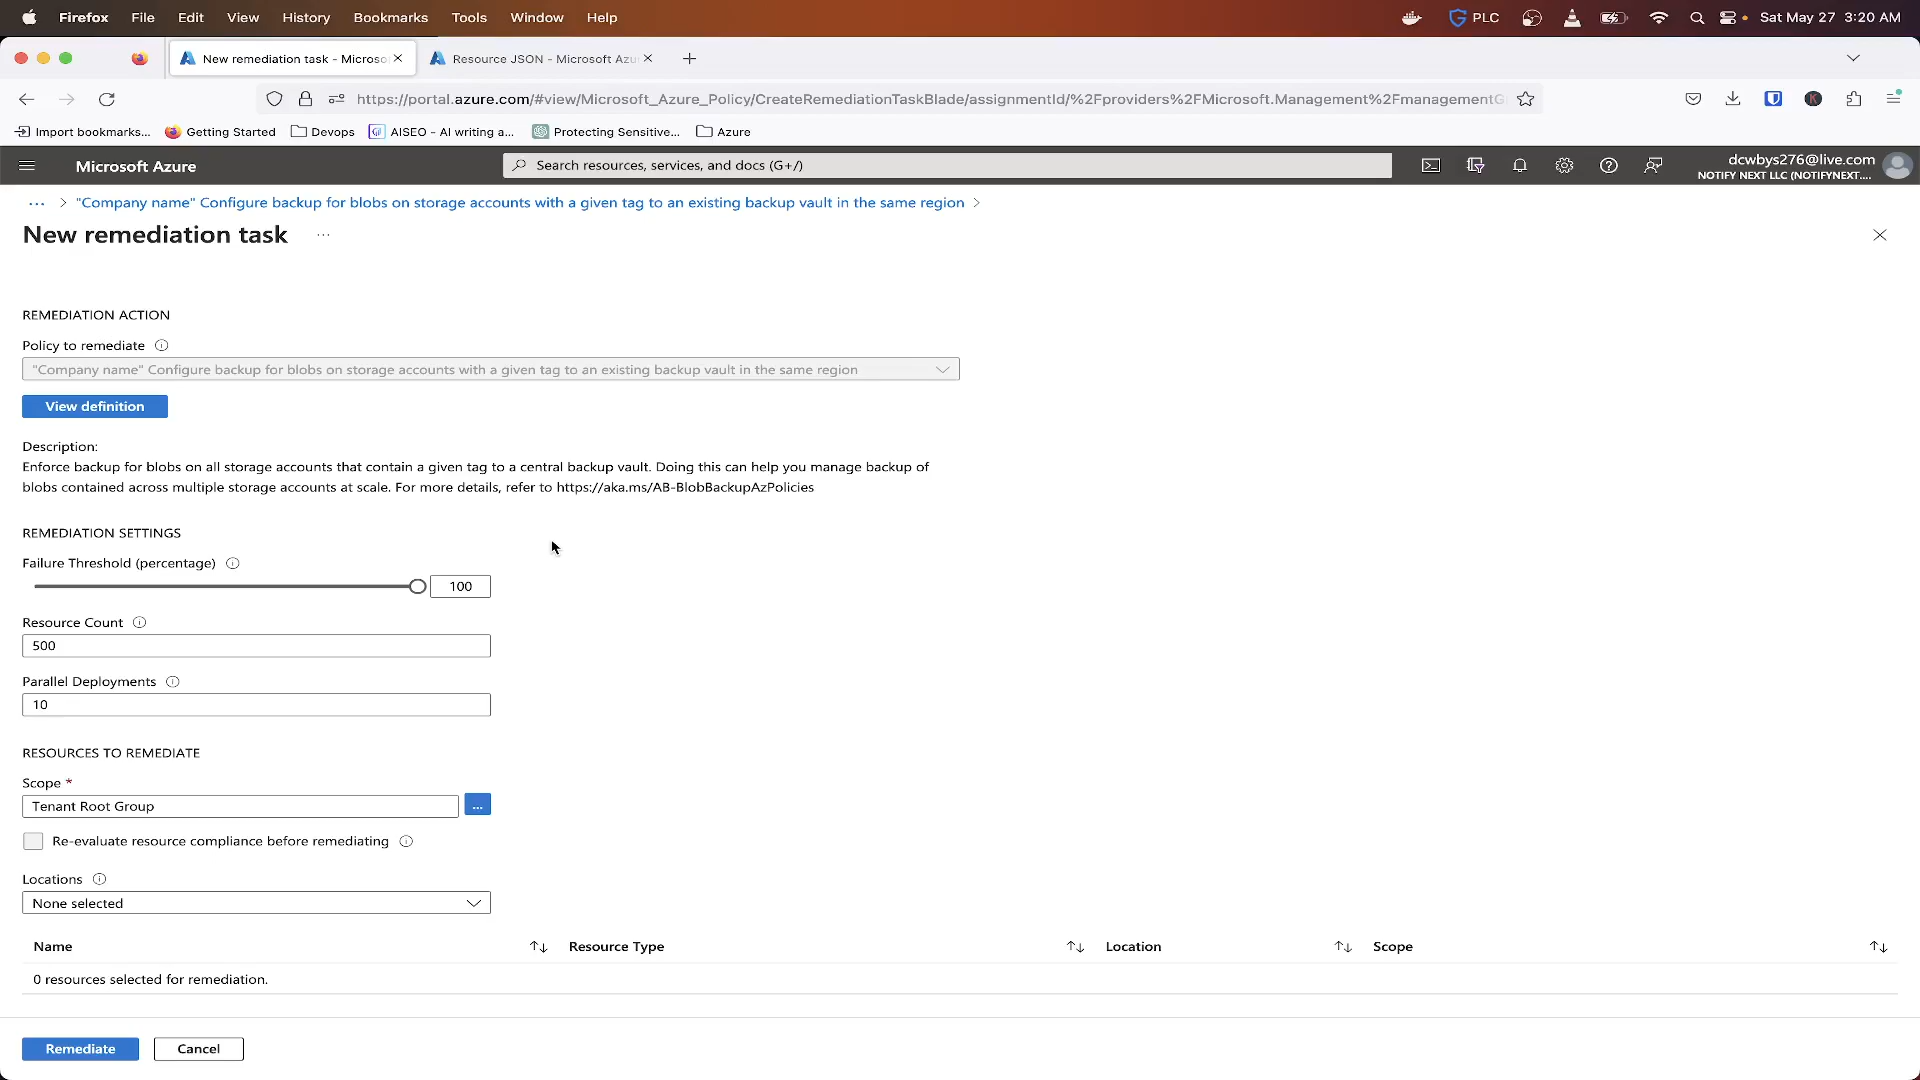 Firefox File Edit View History Bookmarks Tools Window Help PLC Sat May 27 3:20 AM
New remediation task - Microso Resource JSON - Microsoft Azu
https://portal.azure.com/#view/Microsoft_Azure_Policy/CreateRemediationTaskBlade/assignmentId/%2Fproviders%2FMicrosoft.Management%2FmanagementG
Import bookmarks... Getting Started Devops AISEO - AI writing a... Protecting Sensitive... Azure
Microsoft Azure Search resources, services, and docs (G+/) dcwbys276@live.com
NOTIFY NEXT LLC (NOTIFYNEXT....
... > "Company name" Configure backup for blobs on storage accounts with a given tag to an existing backup vault in the same region >
New remediation task ...
REMEDIATION ACTION
Policy to remediate
"Company name" Configure backup for blobs on storage accounts with a given tag to an existing backup vault in the same region
View definition
Description:
Enforce backup for blobs on all storage accounts that contain a given tag to a central backup vault. Doing this can help you manage backup of
blobs contained across multiple storage accounts at scale. For more details, refer to https://aka.ms/AB-BlobBackupAzPolicies
REMEDIATION SETTINGS
Failure Threshold (percentage)
100
Resource Count
500
Parallel Deployments
10
RESOURCES TO REMEDIATE
Scope *
Tenant Root Group ...
Re-evaluate resource compliance before remediating
Locations
None selected
Name Resource Type Location Scope
0 resources selected for remediation.
Remediate Cancel